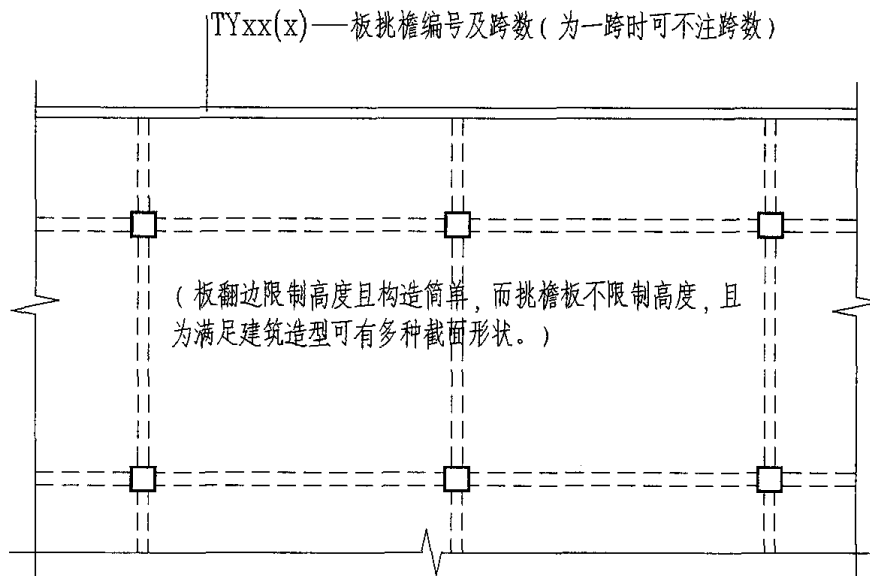 TYxx(x)——板挑檐编号及跨数(为一跨时可不注跨数)
(板翻边限制高度且构造简单,而挑檐板不限制高度,且
为满足建筑造型可有多种截面形状。)